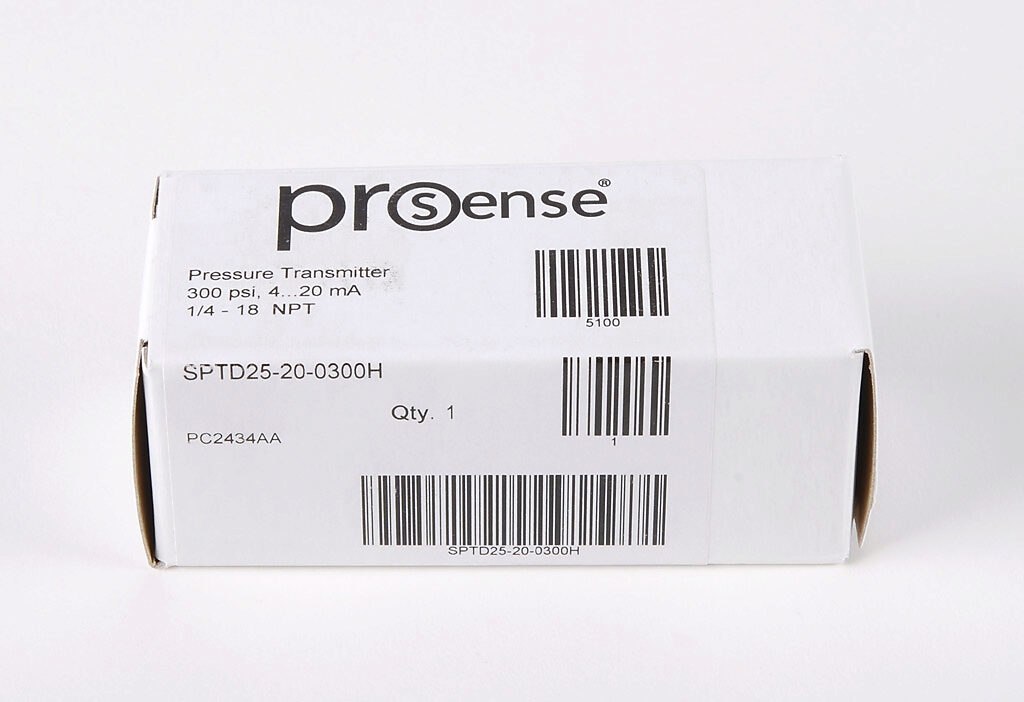 prosense®
Pressure Transmitter
300 psi, 4...20 mA
1/4 - 18 NPT
5100
SPTD25-20-0300H
Qty. 1
1
PC2434AA
SPTD25-20-0300H